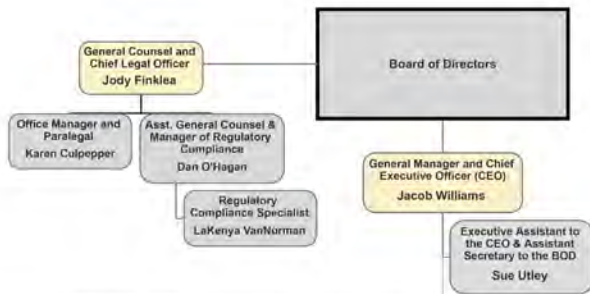 General Counsel and
Chief Legal Officer
Jody Finklea
Board of Directors
Office Manager and
Paralegal
Karen Culpepper
Asst. General Counsel &
Manager of Regulatory
Compliance
Dan O'Hagan
Regulatory
Compliance Specialist
LaKenya VanNorman
General Manager and Chief
Executive Officer (CEO)
Jacob Williams
Executive Assistant to
the CEO & Assistant
Secretary to the BOD
Sue Utley